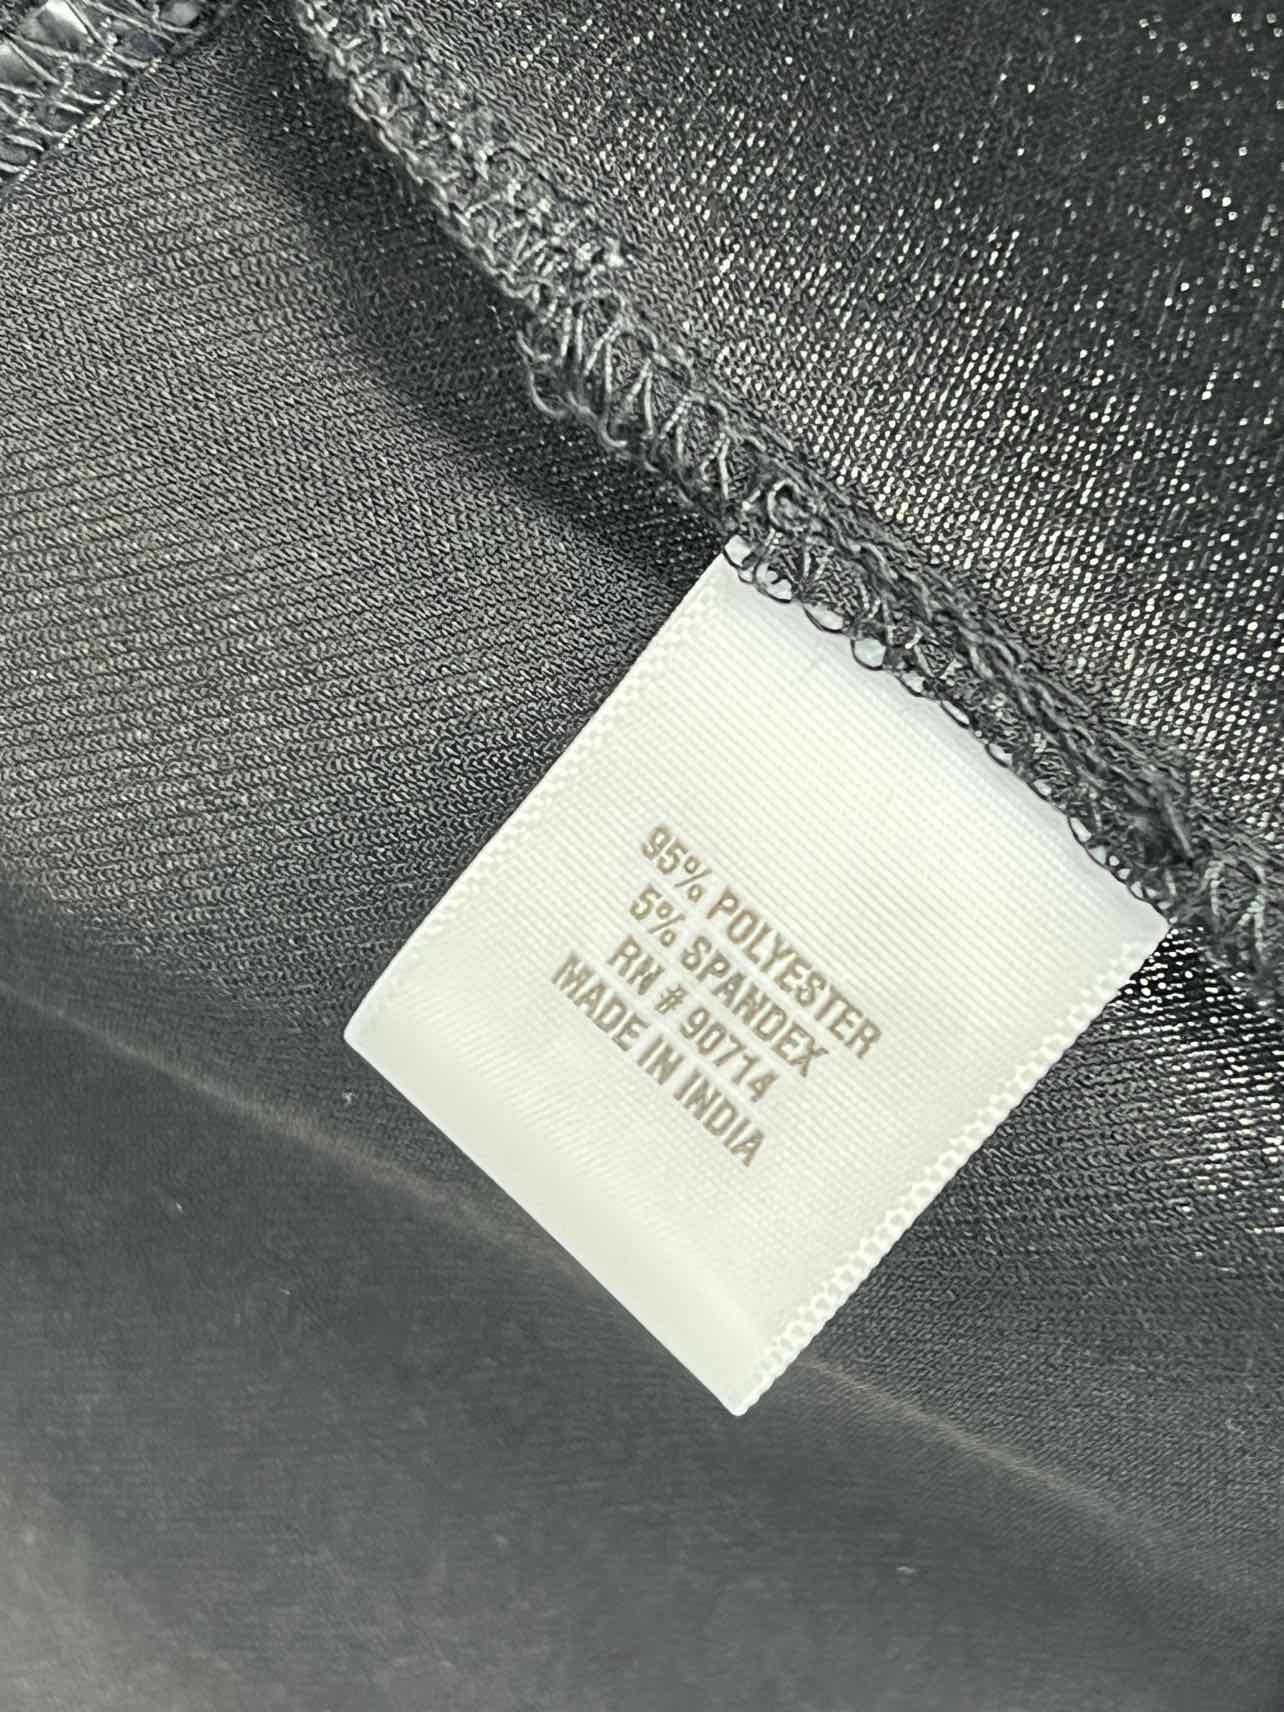 95% POLYESTER
5% SPANDEX
RN # 90714
MADE IN INDIA